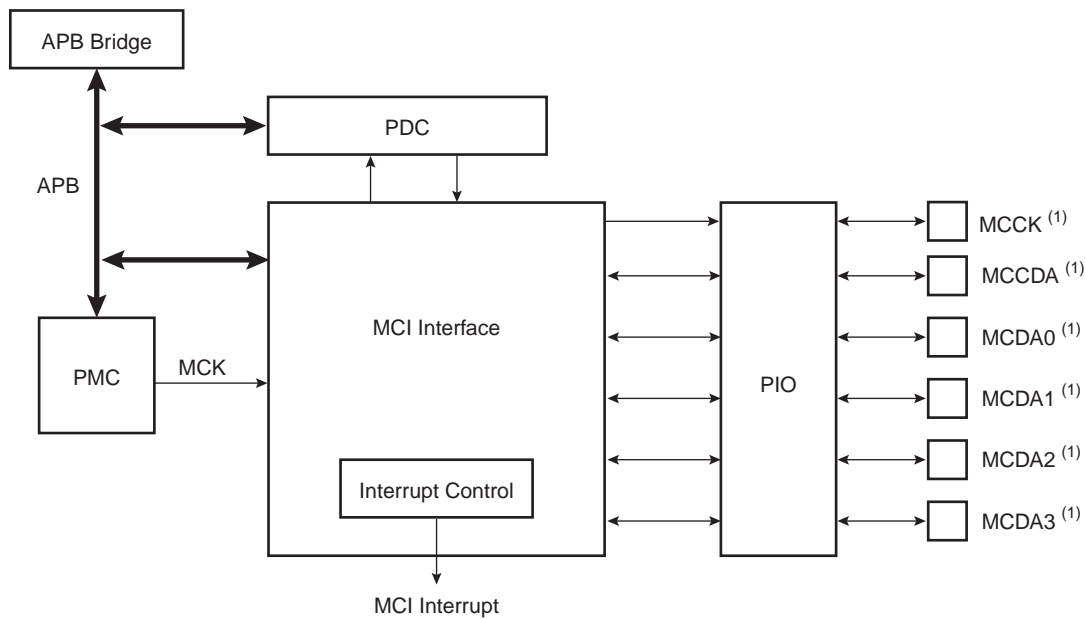 APB Bridge
PDC
APB
MCI Interface
PMC
MCK
Interrupt Control
MCI Interrupt
PIO
MCCK (1)
MCCDA (1)
MCDA0 (1)
MCDA1 (1)
MCDA2 (1)
MCDA3 (1)